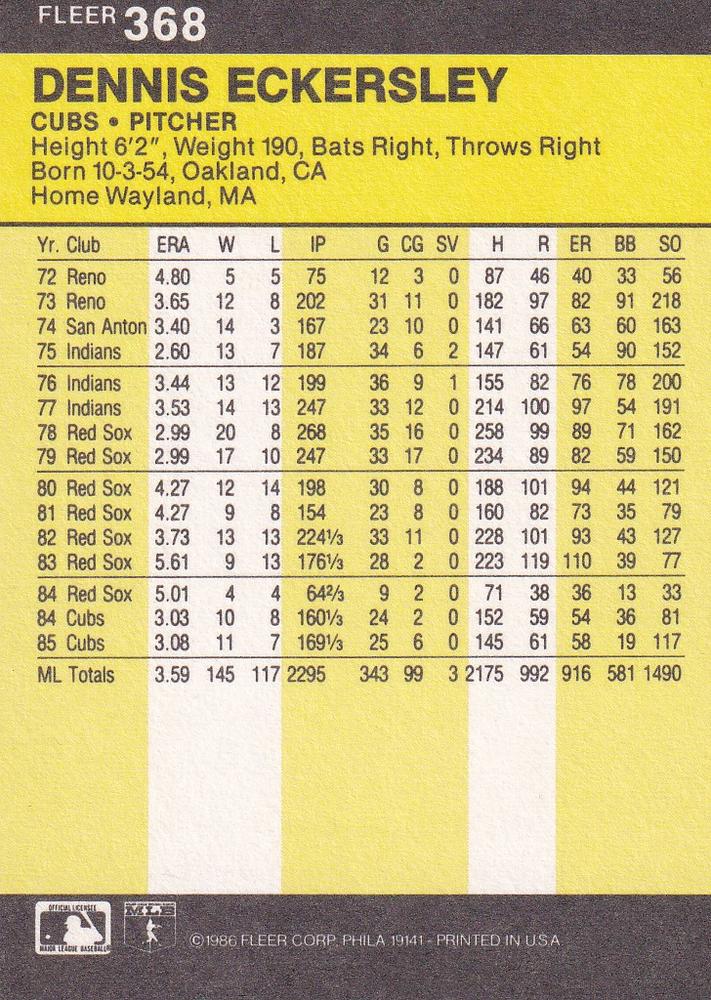 FLEER 368
DENNIS ECKERSLEY
CUBS • PITCHER
Height 6'2", Weight 190, Bats Right, Throws Right
Born 10-3-54, Oakland, CA
Home Wayland, MA
Yr. Club ERA W L IP G CG SV H R ER BB SO
72 Reno 4.80 5 5 75 12 3 0 87 46 40 33 56
73 Reno 3.65 12 8 202 31 11 0 182 97 82 91 218
74 San Anton 3.40 14 3 167 23 10 0 141 66 63 60 163
75 Indians 2.60 13 7 187 34 6 2 147 61 54 90 152
76 Indians 3.44 13 12 199 36 9 1 155 82 76 78 200
77 Indians 3.53 14 13 247 33 12 0 214 100 97 54 191
78 Red Sox 2.99 20 8 268 35 16 0 258 99 89 71 162
79 Red Sox 2.99 17 10 247 33 17 0 234 89 82 59 150
80 Red Sox 4.27 12 14 198 30 8 0 188 101 94 44 121
81 Red Sox 4.27 9 8 154 23 8 0 160 82 73 35 79
82 Red Sox 3.73 13 13 224⅓ 33 11 0 228 101 93 43 127
83 Red Sox 5.61 9 13 176⅓ 28 2 0 223 119 110 39 77
84 Red Sox 5.01 4 4 64⅔ 9 2 0 71 38 36 13 33
84 Cubs 3.03 10 8 160⅓ 24 2 0 152 59 54 36 81
85 Cubs 3.08 11 7 169⅓ 25 6 0 145 61 58 19 117
ML Totals 3.59 145 117 2295 343 99 3 2175 992 916 581 1490
OFFICIAL LICENSEE
MAJOR LEAGUE BASEBALL
MLB
©1986 FLEER CORP. PHILA 19141 - PRINTED IN U.S.A.